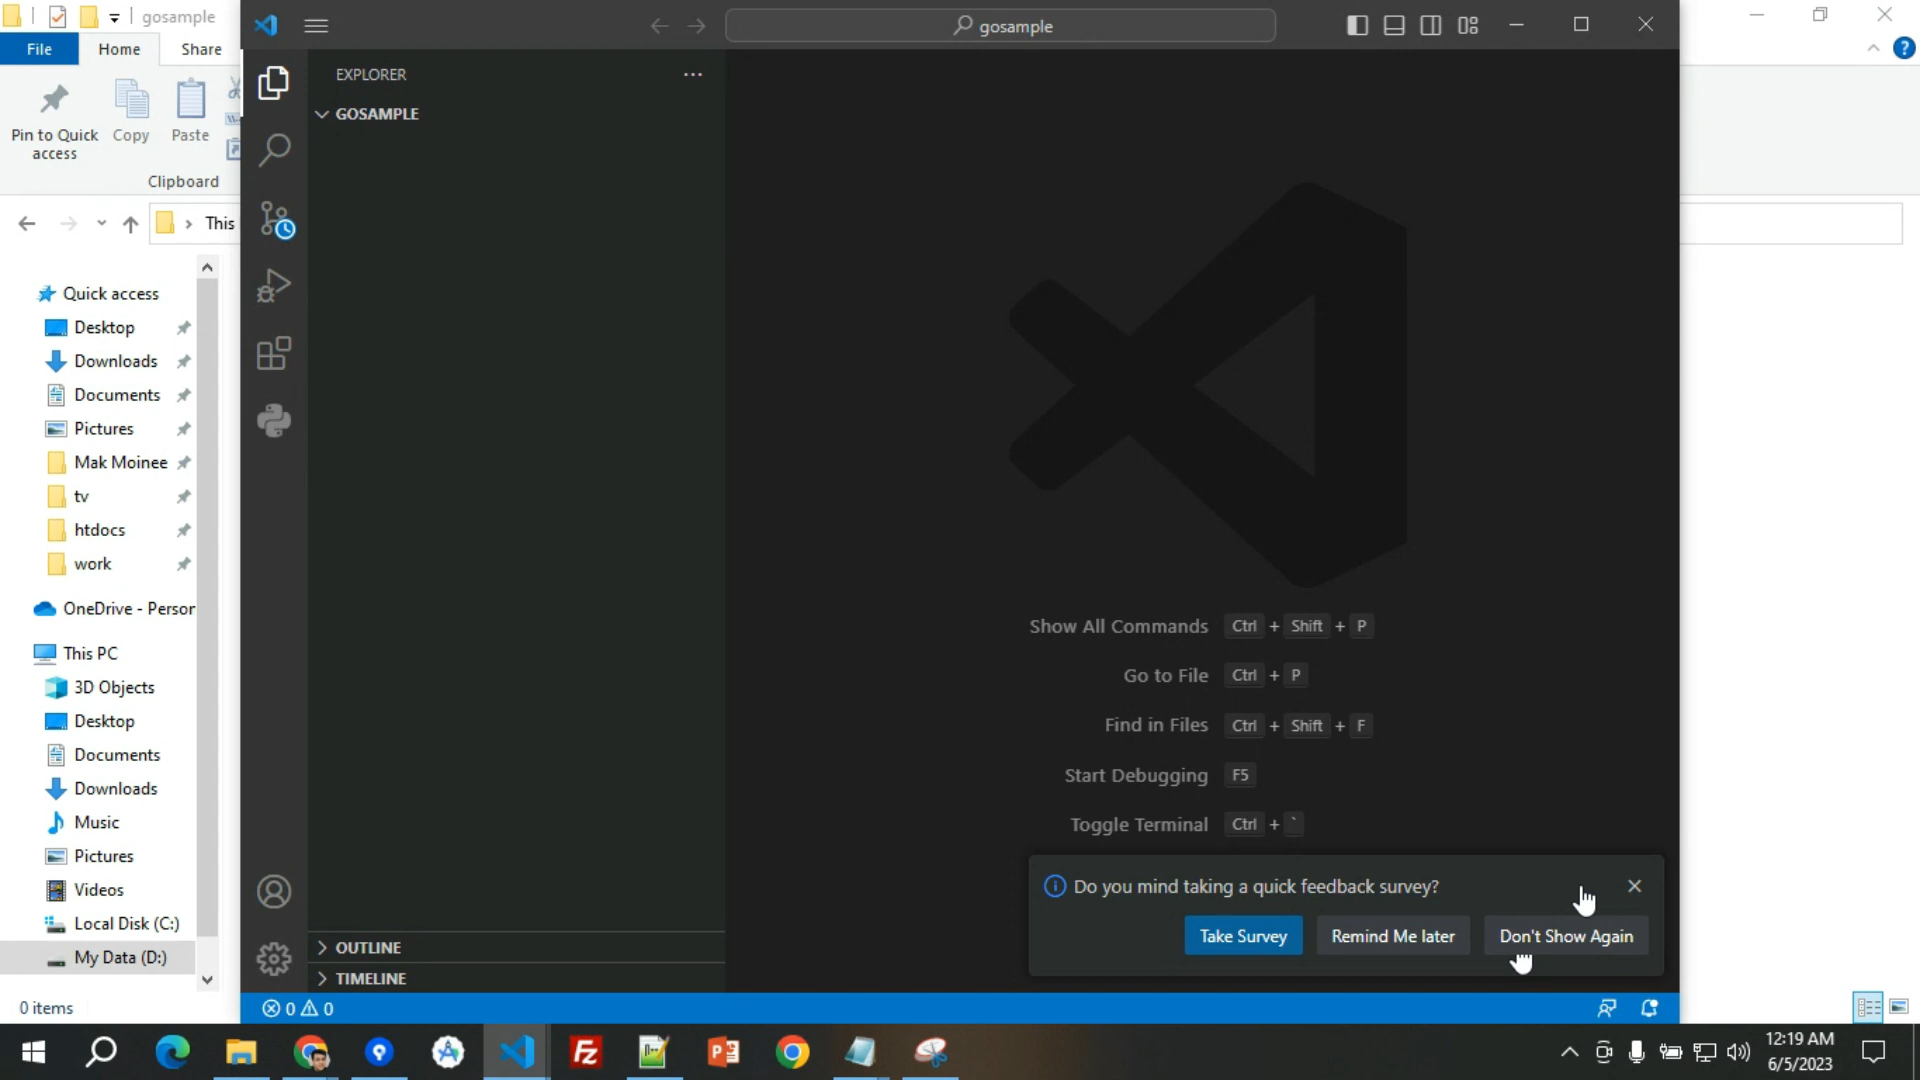 gosample
File
Home
Share
Pin to Quick
access
Copy
Paste
Clipboard
This
Quick access
Desktop
Downloads
Documents
Pictures
Mak Moinee
tv
htdocs
work
OneDrive - Person
This PC
3D Objects
Desktop
Documents
Downloads
Music
Pictures
Videos
Local Disk (C:)
My Data (D:)
0 items
gosample
EXPLORER
GOSAMPLE
OUTLINE
TIMELINE
0 0
Show All Commands Ctrl + Shift + P
Go to File Ctrl + P
Find in Files Ctrl + Shift + F
Start Debugging F5
Toggle Terminal Ctrl + `
Do you mind taking a quick feedback survey?
Take Survey Remind Me later Don't Show Again
12:19 AM
6/5/2023